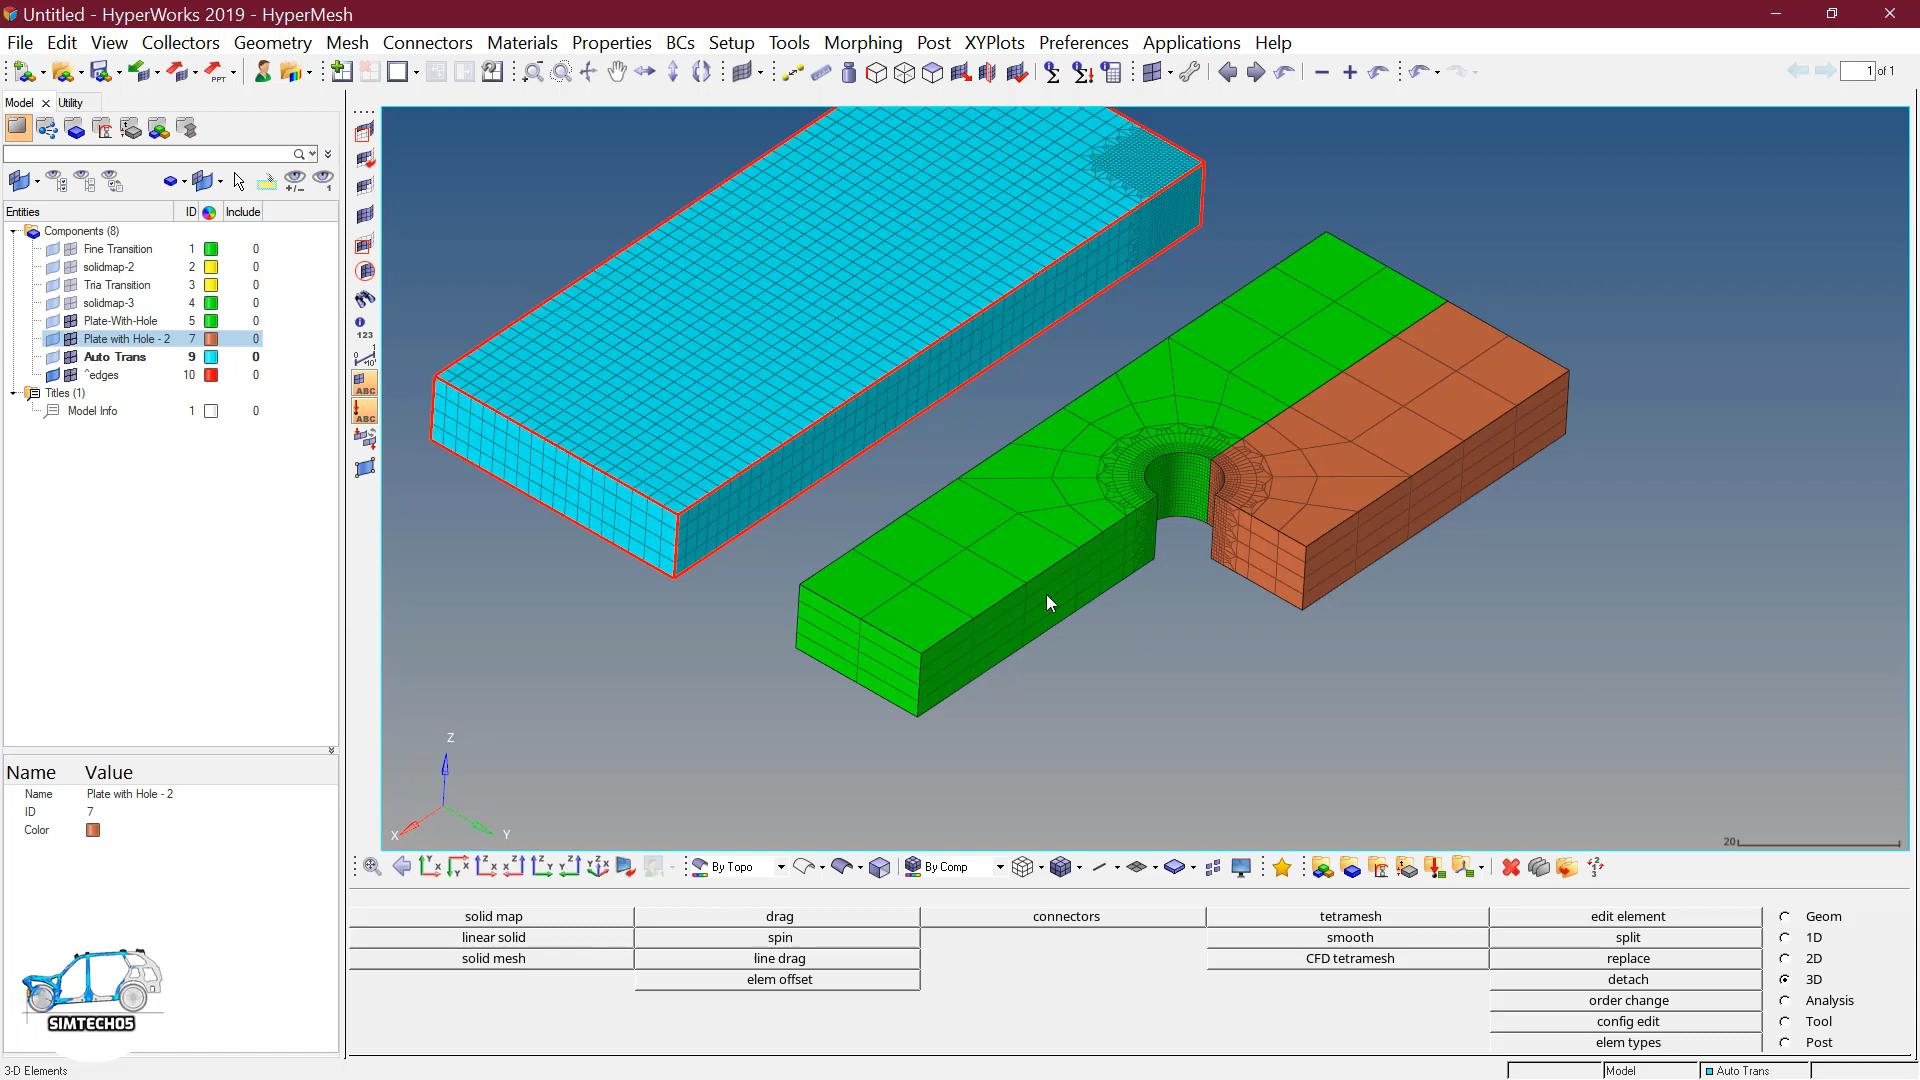 Untitled - HyperWorks 2019 - HyperMesh
File Edit View Collectors Geometry Mesh Connectors Materials Properties BCs Setup Tools Morphing Post XYPlots Preferences Applications Help
PPT
1 of 1
Model Utility
Entities ID Include
Components (8)
Fine Transition 1 0
solidmap-2 2 0
Tria Transition 3 0
solidmap-3 4 0
Plate-With-Hole 5 0
Plate with Hole - 2 7 0
Auto Trans 9 0
^edges 10 0
Titles (1)
Model Info 1 0
123
ABC
ABC
Name Value
Name Plate with Hole - 2
ID 7
Color
Z
X
Y
20
By Topo By Comp
solid map drag connectors tetramesh edit element Geom
linear solid spin smooth split 1D
solid mesh line drag CFD tetramesh replace 2D
elem offset detach 3D
order change Analysis
config edit Tool
elem types Post
SIMTECH05
3-D Elements Model Auto Trans